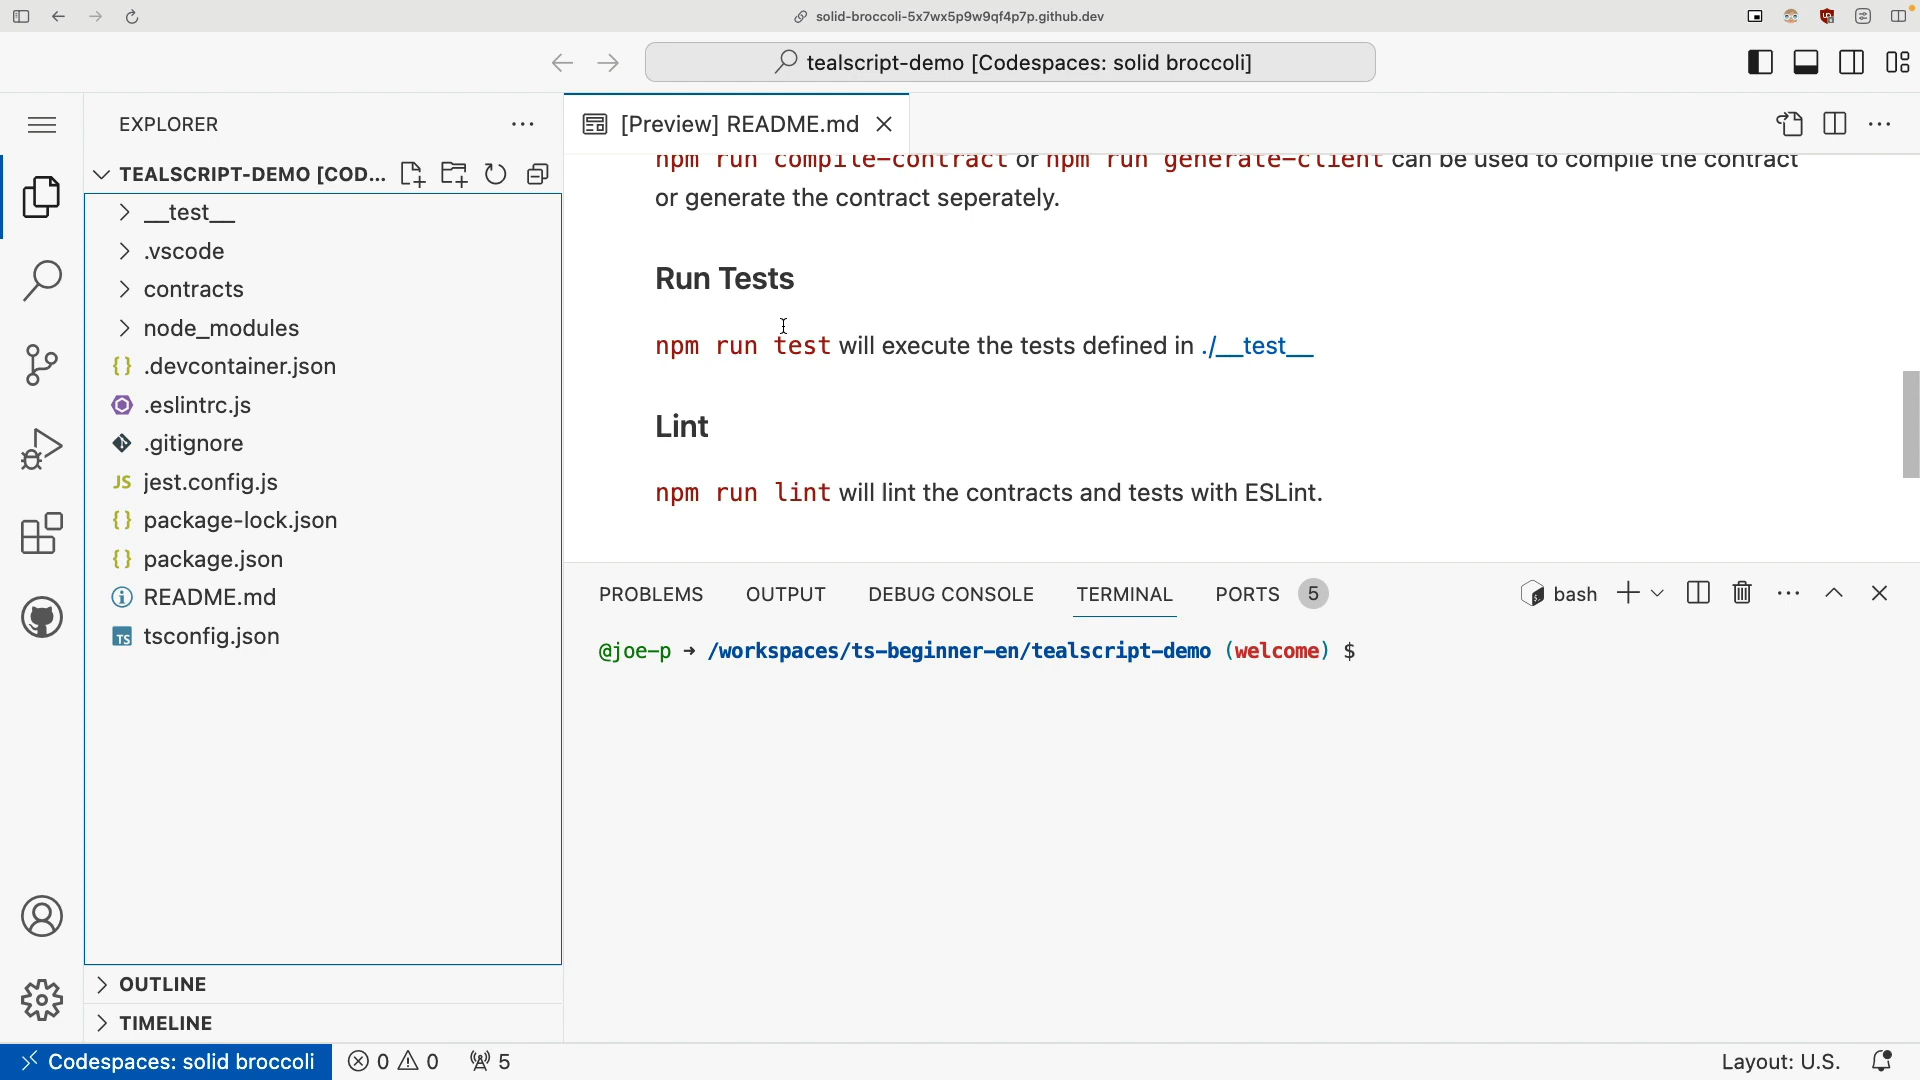 solid-broccoli-5x7wx5p9w9qf4p7p.github.dev
tealscript-demo [Codespaces: solid broccoli]
EXPLORER
TEALSCRIPT-DEMO [COD...
__test__
.vscode
contracts
node_modules
.devcontainer.json
.eslintrc.js
.gitignore
JS jest.config.js
package-lock.json
package.json
README.md
TS tsconfig.json
OUTLINE
TIMELINE
[Preview] README.md
npm run compile-contract or npm run generate-client can be used to compile the contract
or generate the contract seperately.
Run Tests
npm run test will execute the tests defined in ./__test__
Lint
npm run lint will lint the contracts and tests with ESLint.
PROBLEMS OUTPUT DEBUG CONSOLE TERMINAL PORTS 5 bash
@joe-p → /workspaces/ts-beginner-en/tealscript-demo (welcome) $
Codespaces: solid broccoli 0 0 5 Layout: U.S.